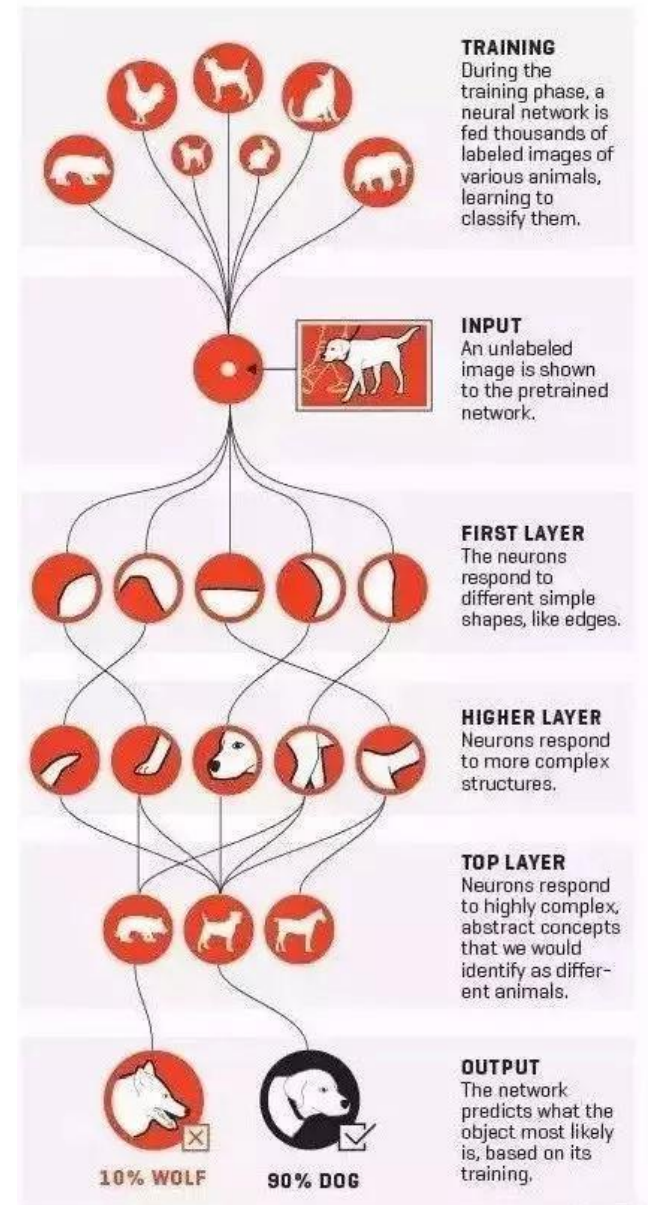 TRAINING
During the
training phase, a
neural network is
fed thousands of
labeled images of
various animals,
learning to
classify them.
INPUT
An unlabeled
image is shown
to the pretrained
network.
FIRST LAYER
The neurons
respond to
different simple
shapes, like edges.
HIGHER LAYER
Neurons respond
to more complex
structures.
TOP LAYER
Neurons respond
to highly complex,
abstract concepts
that we would
identify as differ-
ent animals.
OUTPUT
The network
predicts what the
object most likely
is, based on its
training.
10% WOLF
90% DOG